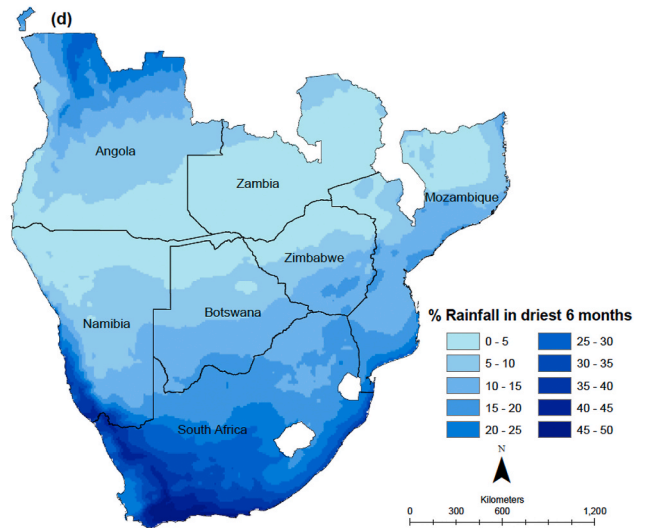 (d)
Angola
Zambia
Mozambique
Zimbabwe
Namibia
Botswana
South Africa
% Rainfall in driest 6 months
0 - 5
5 - 10
10 - 15
15 - 20
20 - 25
25 - 30
30 - 35
35 - 40
40 - 45
45 - 50
N
Kilometers
0 300 600 1,200